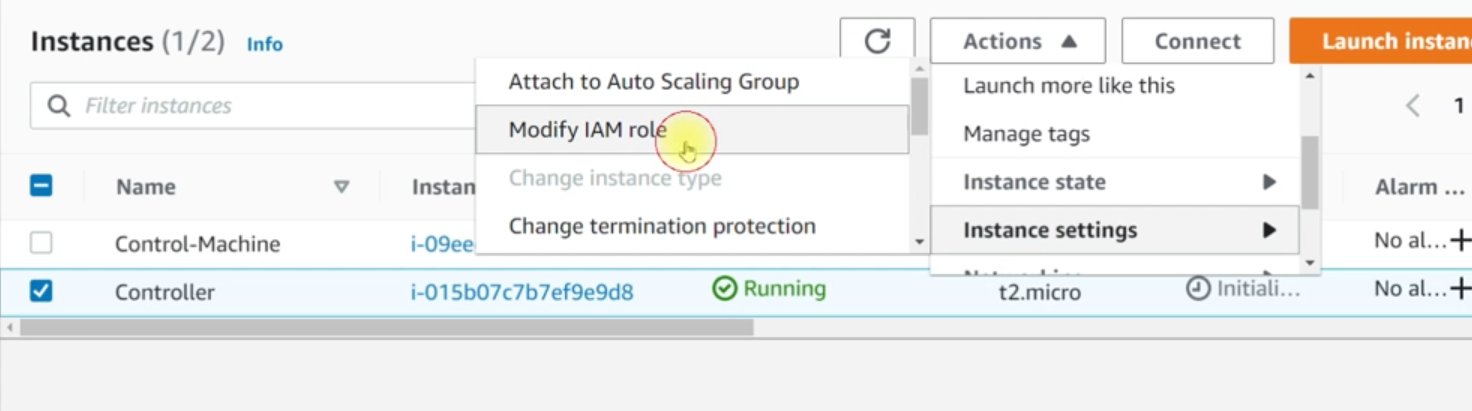 Instances (1/2) Info
Actions
Connect
Launch instan
Filter instances
Attach to Auto Scaling Group
Modify IAM role
Change instance type
Change termination protection
Launch more like this
Manage tags
Instance state
Instance settings
1
Name
Instan
Alarm ...
Control-Machine
i-09ee
No al...
Controller
i-015b07c7b7ef9e9d8
Running
t2.micro
Initiali...
No al...